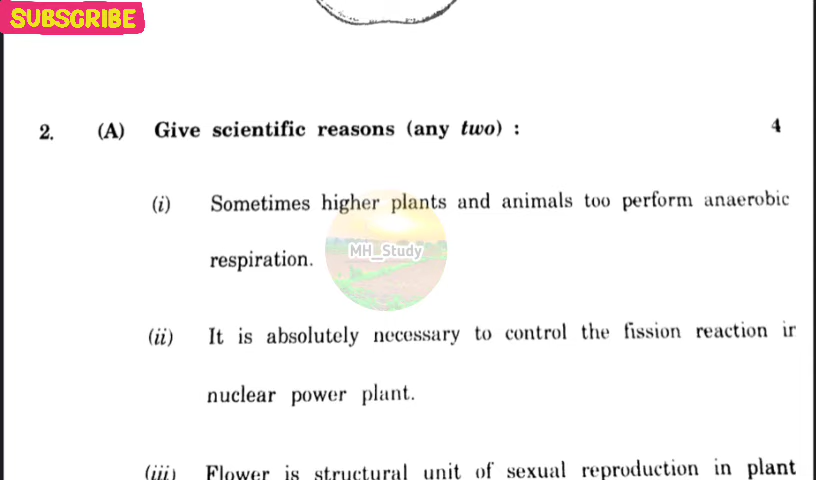 SUBSCRIBE
2. (A) Give scientific reasons (any two) : 4
(i) Sometimes higher plants and animals too perform anaerobic
respiration.
MH_Study
(ii) It is absolutely necessary to control the fission reaction ir
nuclear power plant.
(iii) Flower is structural unit of sexual reproduction in plant